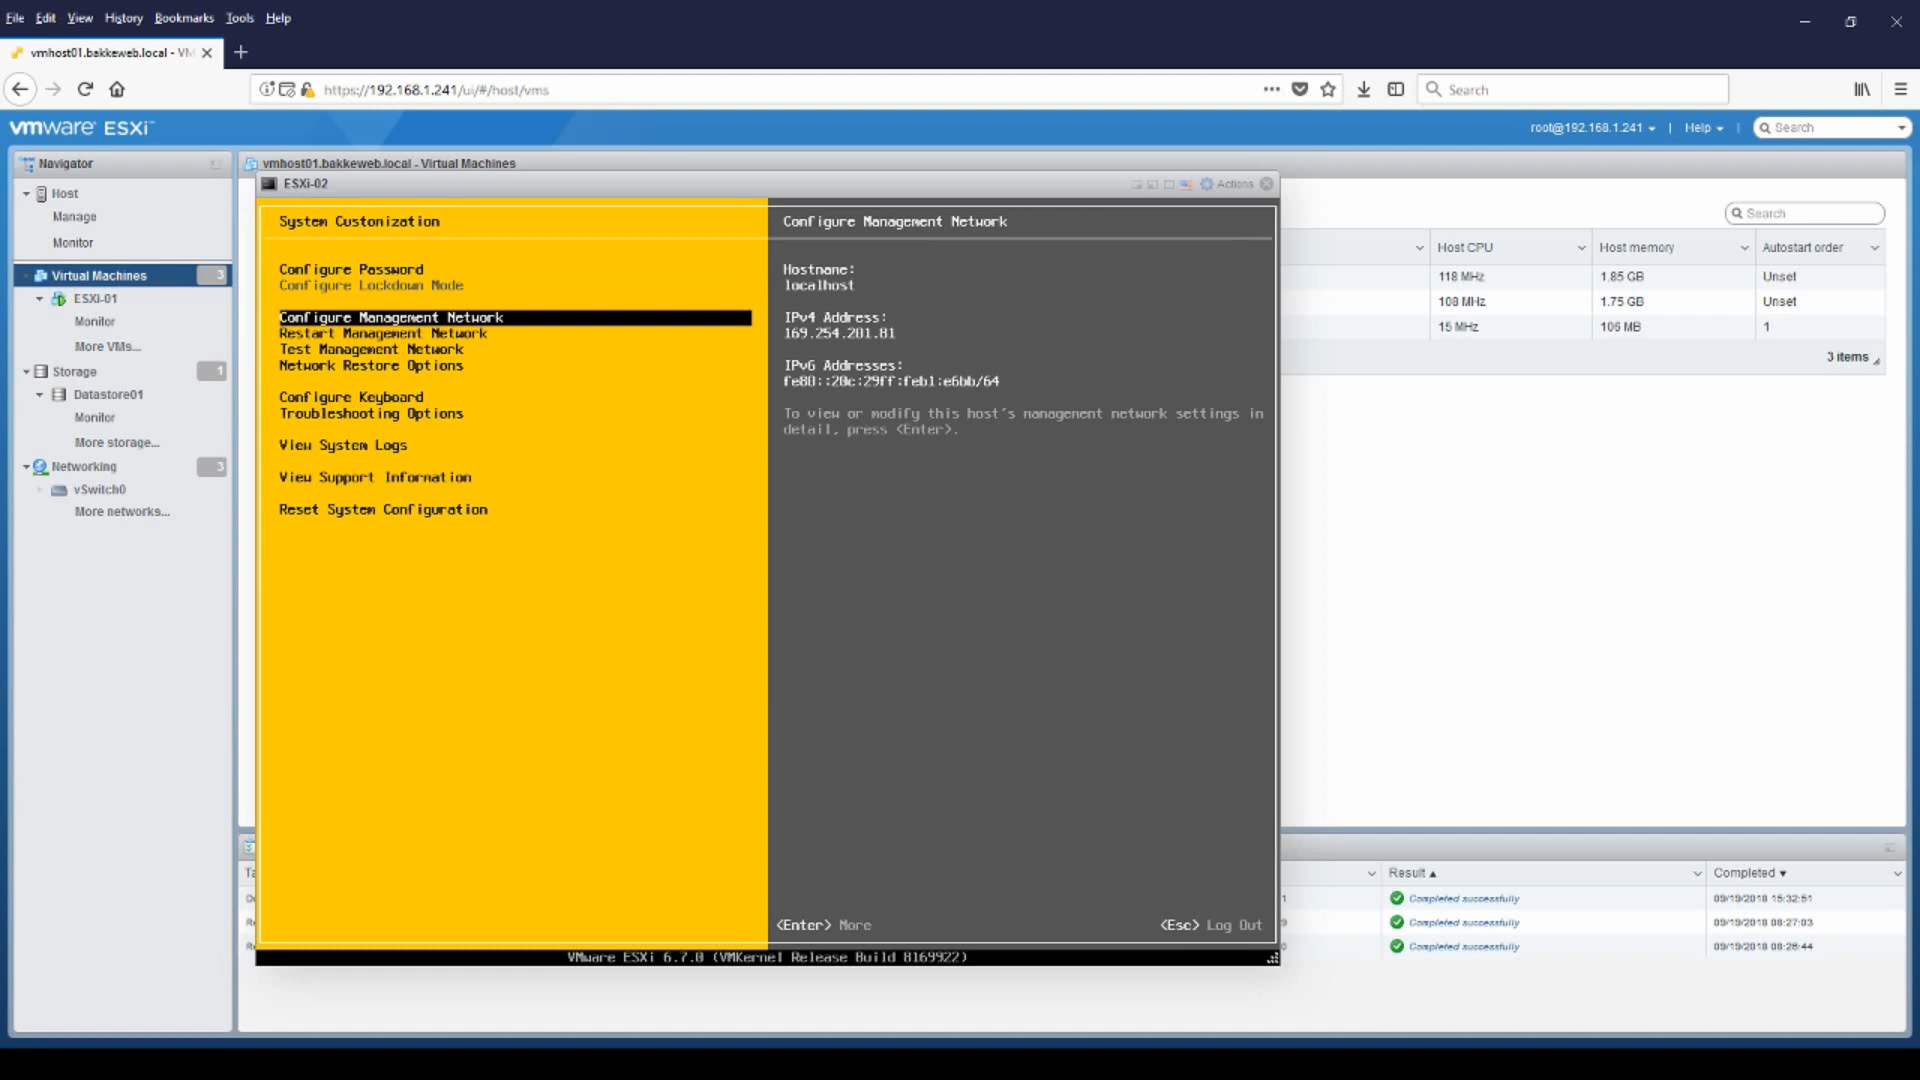 File Edit View History Bookmarks Tools Help
vmhost01.bakkeweb.local - VM
https://192.168.1.241/ui/#/host/vms
Search
vmware ESXi
root@192.168.1.241 | Help | Search
Navigator
vmhost01.bakkeweb.local - Virtual Machines
Host
Manage
Monitor
Virtual Machines 3
ESXi-01
Monitor
More VMs...
Storage 1
Datastore01
Monitor
More storage...
Networking 3
vSwitch0
More networks...
ESXi-02
Actions
System Customization
Configure Password
Configure Lockdown Mode
Configure Management Network
Restart Management Network
Test Management Network
Network Restore Options
Configure Keyboard
Troubleshooting Options
View System Logs
View Support Information
Reset System Configuration
Configure Management Network
Hostname:
localhost
IPv4 Address:
169.254.201.81
IPv6 Addresses:
fe80::20c:29ff:feb1:e6bb/64
To view or modify this host's management network settings in
detail, press <Enter>.
<Enter> More
<Esc> Log Out
VMware ESXi 6.7.0 (VMKernel Release Build 8169922)
Search
Host CPU Host memory Autostart order
118 MHz 1.85 GB Unset
108 MHz 1.75 GB Unset
15 MHz 106 MB 1
3 items
Result Completed
Completed successfully 09/19/2018 15:32:51
Completed successfully 09/19/2018 08:27:03
Completed successfully 09/19/2018 08:26:44